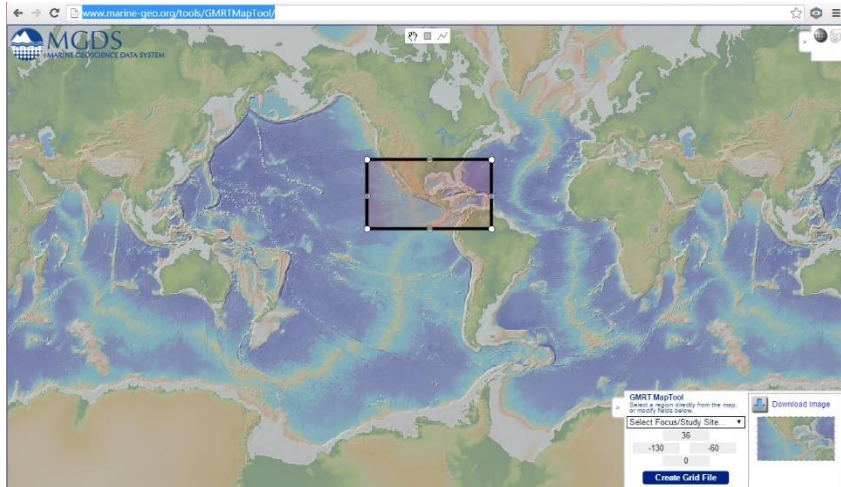 www.marine-geo.org/tools/GMRTMapTool/
MGDS
MARINE GEOSCIENCE DATA SYSTEM
GMRT MapTool
Select a region directly from the map,
or modify fields below.
Select Focus/Study Site...
36
-130 -60
0
Create Grid File
Download Image